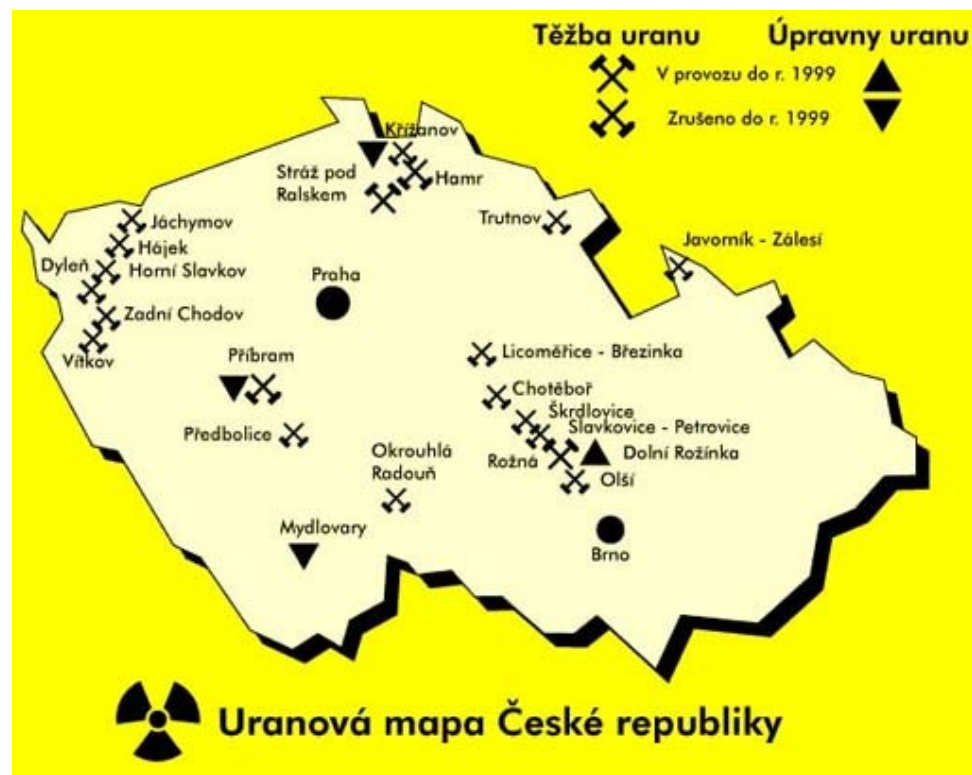 Těžba uranu
Úpravny uranu
V provozu do r. 1999
Zrušeno do r. 1999
Křížanov
Stráž pod
Ralskem
Hamr
Trutnov
Jáchymov
Hájek
Dyleň
Horní Slavkov
Javorník - Zálesí
Praha
Zadní Chodov
Vítkov
Příbram
Licoměřice - Březinka
Chotěboř
Škrdlovice
Slavkovice - Petrovice
Předbolice
Rožná
Dolní Rožínka
Okrouhlá
Radouň
Olší
Mydlovary
Brno
Uranová mapa České republiky